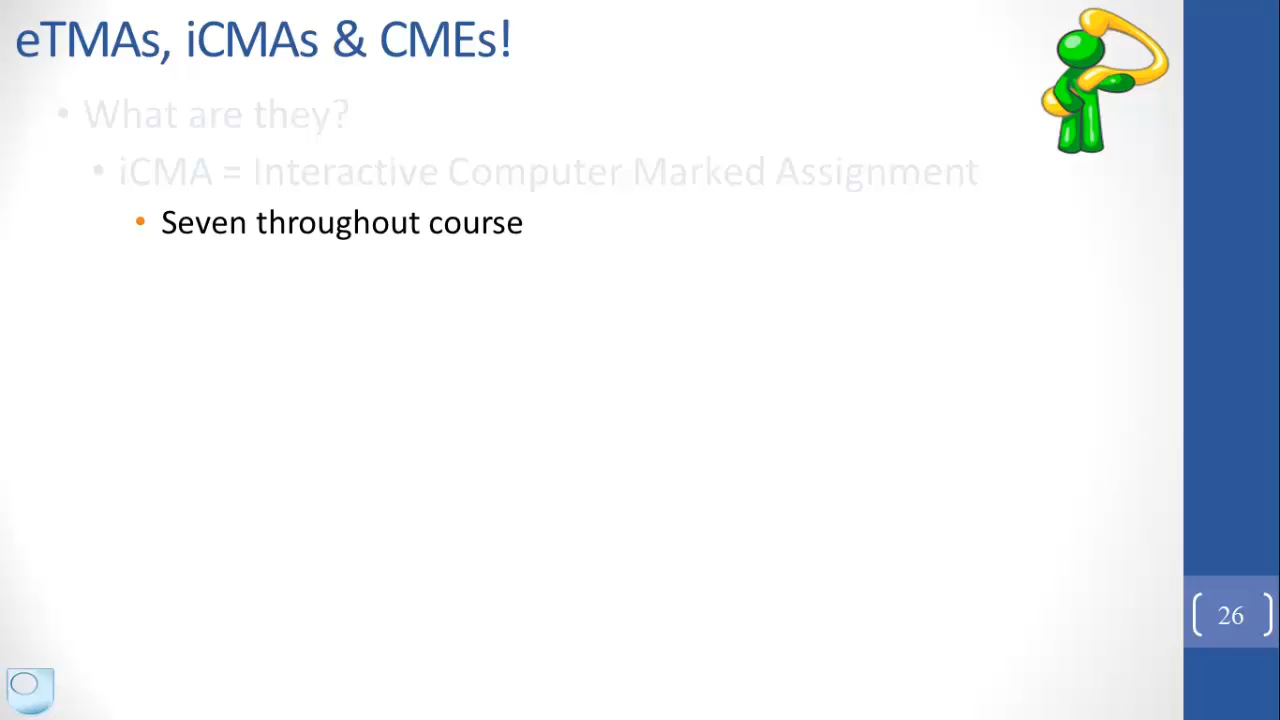 eTMAs, iCMAs & CMEs!
• What are they?
• iCMA = Interactive Computer Marked Assignment
• Seven throughout course
26